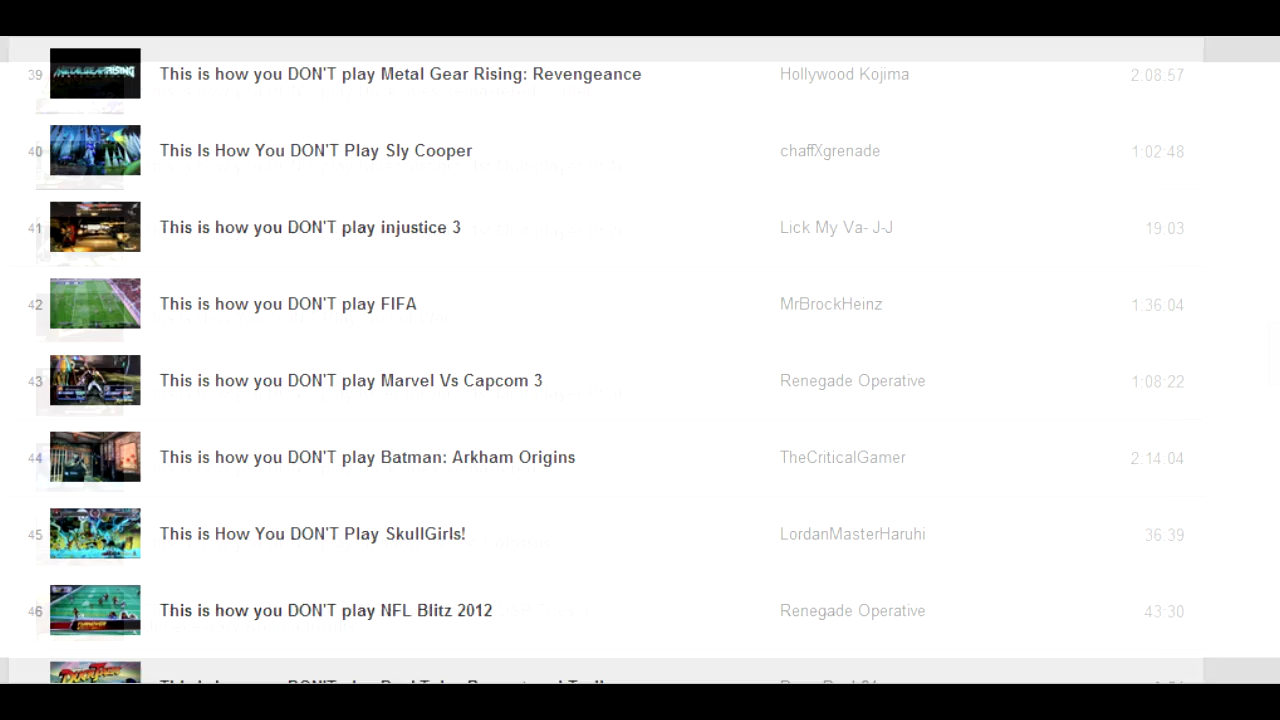 39 METAL GEAR RISING This is how you DON'T play Metal Gear Rising: Revengeance Hollywood Kojima 2:08:57
40 This Is How You DON'T Play Sly Cooper chaffXgrenade 1:02:48
41 This is how you DON'T play injustice 3 Lick My Va- J-J 19:03
42 This is how you DON'T play FIFA MrBrockHeinz 1:36:04
43 This is how you DON'T play Marvel Vs Capcom 3 Renegade Operative 1:08:22
44 This is how you DON'T play Batman: Arkham Origins TheCriticalGamer 2:14:04
45 This is How You DON'T Play SkullGirls! LordanMasterHaruhi 36:39
46 This is how you DON'T play NFL Blitz 2012 Renegade Operative 43:30